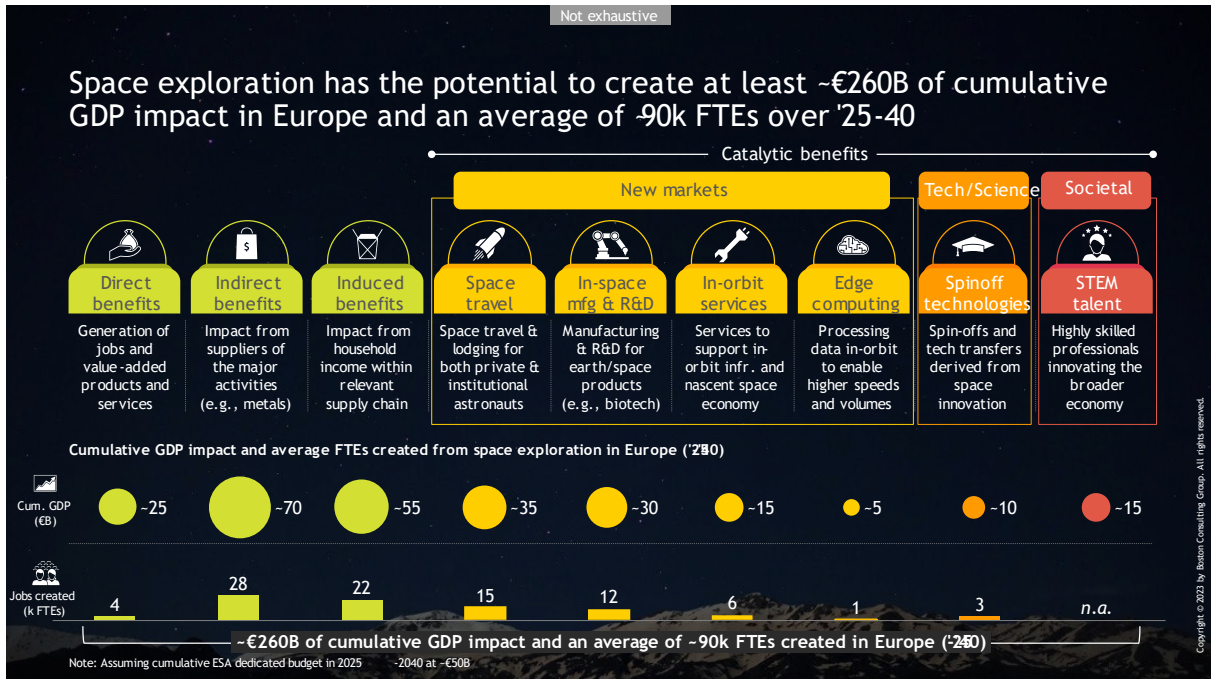 Not exhaustive
Space exploration has the potential to create at least ~€260B of cumulative
GDP impact in Europe and an average of ~90k FTEs over '25-40
Catalytic benefits
New markets
Tech/Science
Societal
$
Direct
benefits
Indirect
benefits
Induced
benefits
Space
travel
In-space
mfg & R&D
In-orbit
services
Edge
computing
Spinoff
technologies
STEM
talent
Generation of
jobs and
value -added
products and
services
Impact from
suppliers of
the major
activities
(e.g., metals)
Impact from
household
income within
relevant
supply chain
Space travel &
lodging for
both private &
institutional
astronauts
Manufacturing
& R&D for
earth/space
products
(e.g., biotech)
Services to
support in-
orbit infr. and
nascent space
economy
Processing
data in-orbit
to enable
higher speeds
and volumes
Spin-offs and
tech transfers
derived from
space
innovation
Highly skilled
professionals
innovating the
broader
economy
Cumulative GDP impact and average FTEs created from space exploration in Europe
Cum. GDP
(€B)
~25
~70
~55
~35
~30
~15
~5
~10
~15
Jobs created
(k FTEs)
4
28
22
15
12
6
1
3
n.a.
~€260B of cumulative GDP impact and an average of ~90k FTEs created in Europe
Note: Assuming cumulative ESA dedicated budget in 2025 -2040 at ~€50B
Copyright © 2023 by Boston Consulting Group. All rights reserved.